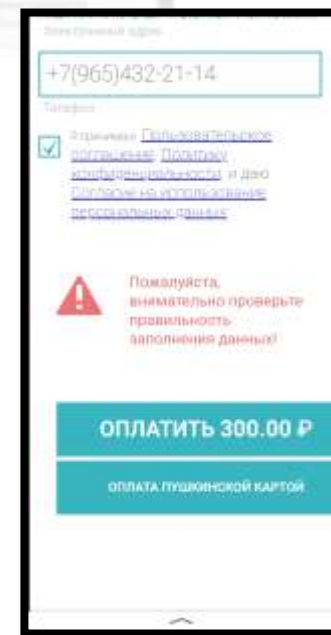 Электронный адрес
+7(965)432-21-14
Телефон
Я принимаю Пользовательское
соглашение, Политику
конфиденциальности и даю
Согласие на использование
персональных данных
Пожалуйста,
внимательно проверьте
правильность
заполнения данных!
ОПЛАТИТЬ 300.00 ₽
ОПЛАТА ПУШКИНСКОЙ КАРТОЙ